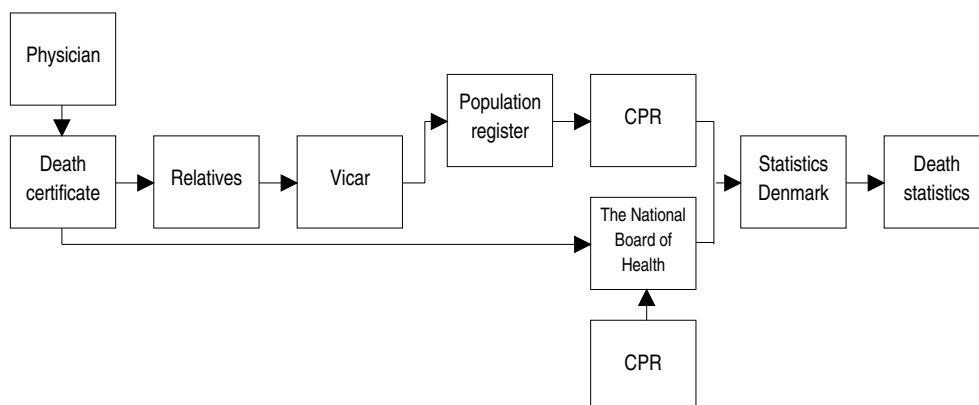 Physician
Death
certificate
Relatives
Vicar
Population
register
CPR
The National
Board of
Health
CPR
Statistics
Denmark
Death
statistics